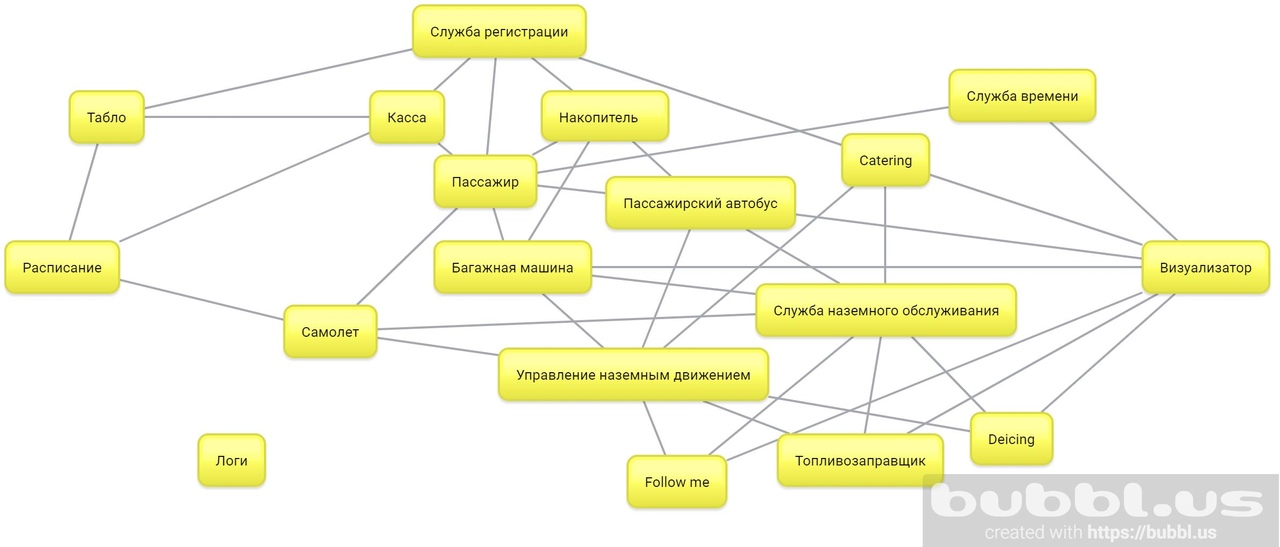 Служба регистрации
Служба времени
Табло
Касса
Накопитель
Catering
Пассажир
Пассажирский автобус
Расписание
Багажная машина
Визуализатор
Служба наземного обслуживания
Самолет
Управление наземным движением
Deicing
Логи
Топливозаправщик
Follow me
bubbl.us
created with https://bubbl.us